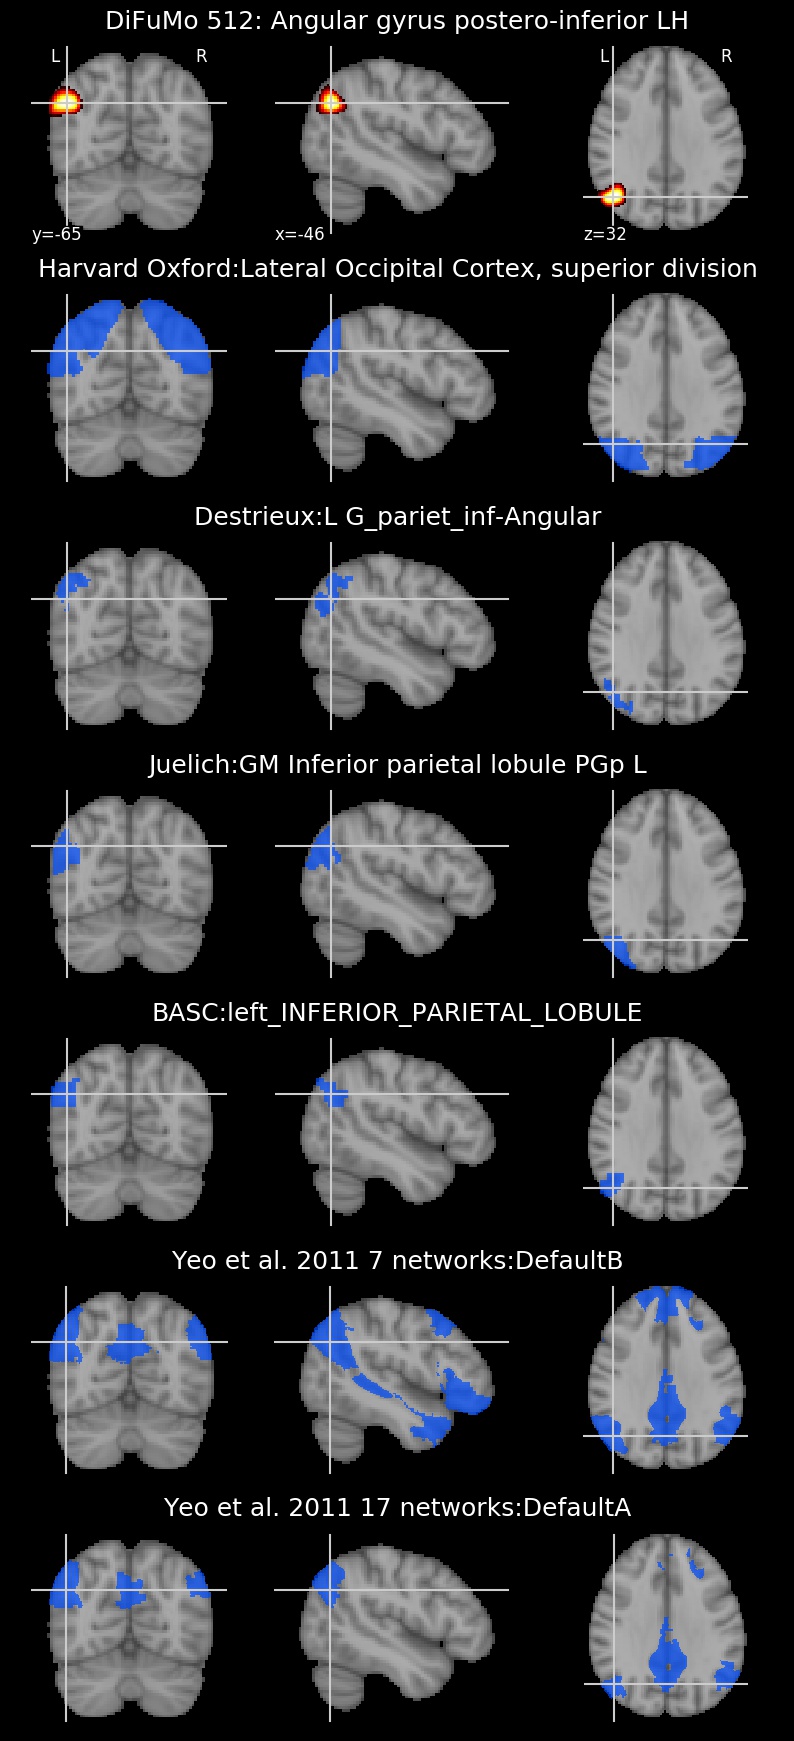 DiFuMo 512: Angular gyrus postero-inferior LH
L R L R
y=-65 x=-46 z=32
Harvard Oxford:Lateral Occipital Cortex, superior division
Destrieux:L G_pariet_inf-Angular
Juelich:GM Inferior parietal lobule PGp L
BASC:left_INFERIOR_PARIETAL_LOBULE
Yeo et al. 2011 7 networks:DefaultB
Yeo et al. 2011 17 networks:DefaultA